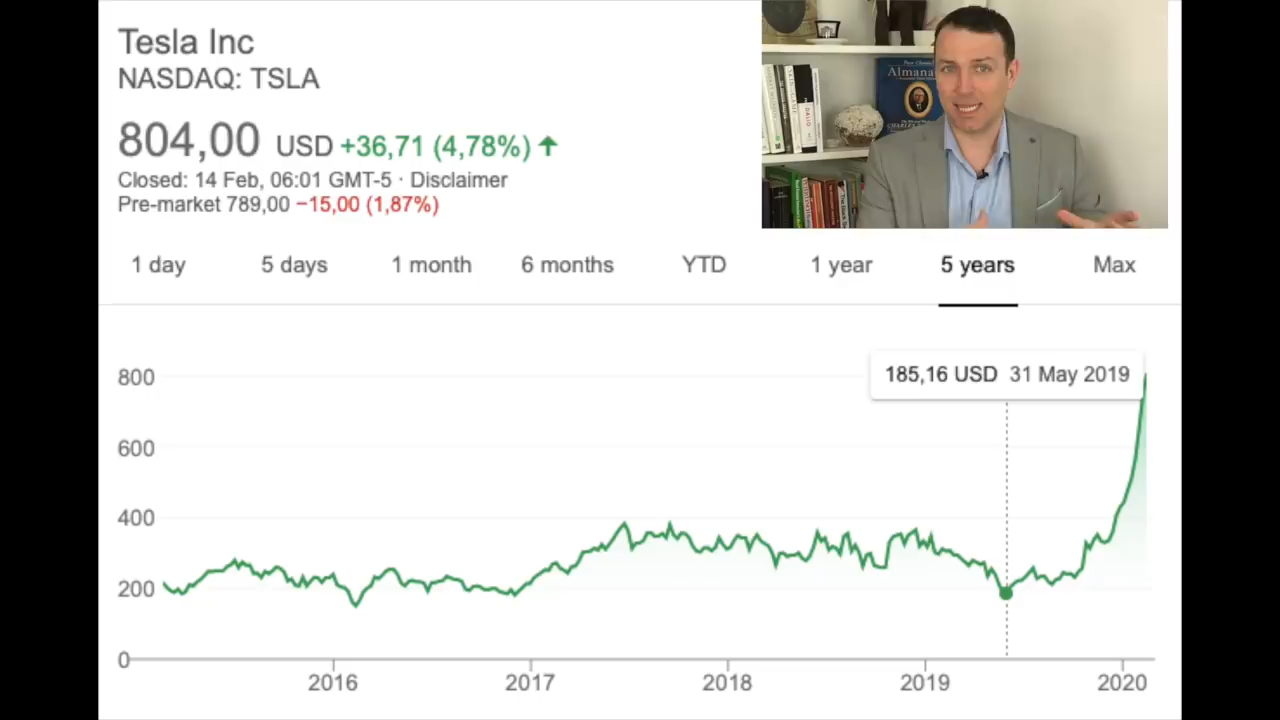 Tesla Inc
NASDAQ: TSLA
804,00 USD +36,71 (4,78%)
Closed: 14 Feb, 06:01 GMT-5 · Disclaimer
Pre-market 789,00 −15,00 (1,87%)
Almana
DALIO
1 day 5 days 1 month 6 months YTD 1 year 5 years Max
185,16 USD 31 May 2019
800
600
400
200
0
2016 2017 2018 2019 2020